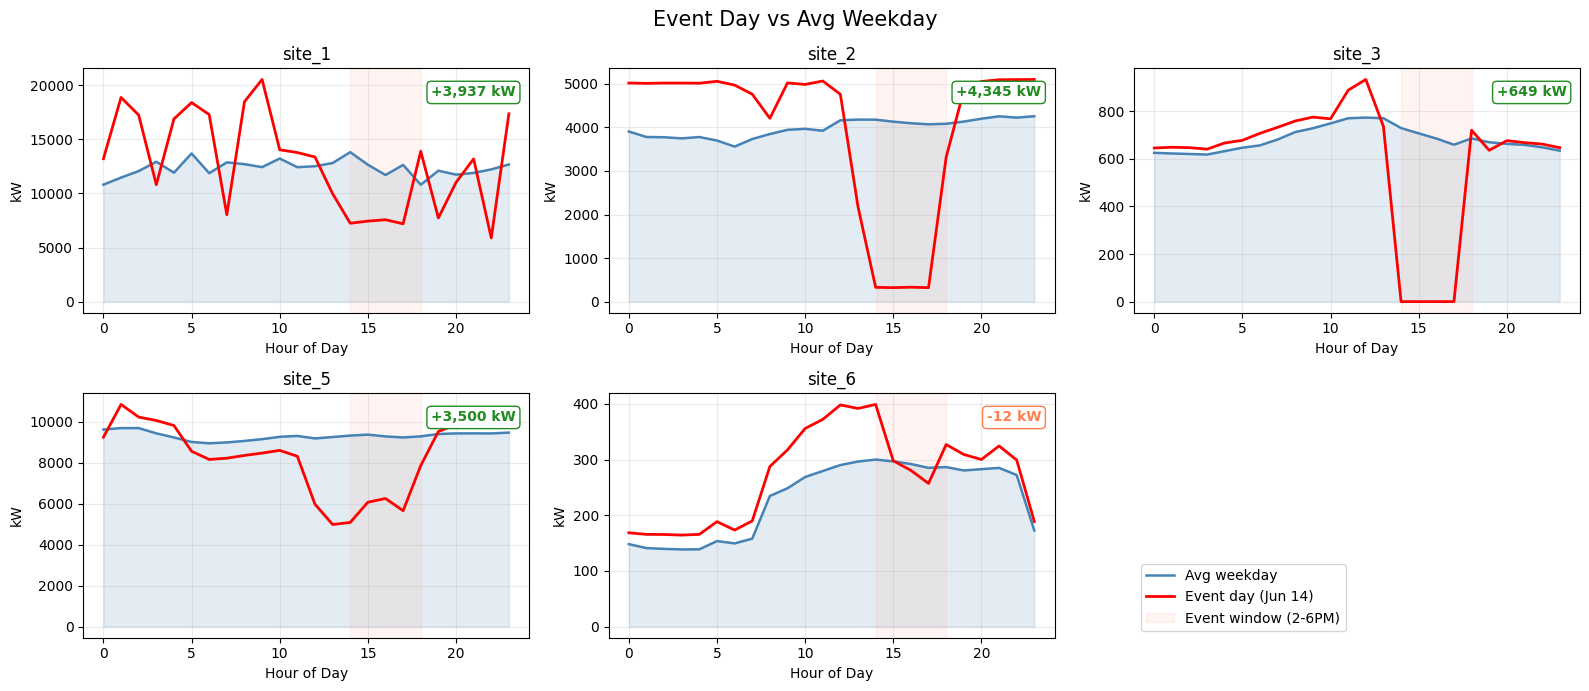 Event Day vs Avg Weekday
site_1
+3,937 kW
kW
20000
15000
10000
5000
0
0 5 10 15 20
Hour of Day
site_2
+4,345 kW
kW
5000
4000
3000
2000
1000
0
0 5 10 15 20
Hour of Day
site_3
+649 kW
kW
800
600
400
200
0
0 5 10 15 20
Hour of Day
site_5
+3,500 kW
kW
10000
8000
6000
4000
2000
0
0 5 10 15 20
Hour of Day
site_6
-12 kW
kW
400
300
200
100
0
0 5 10 15 20
Hour of Day
Avg weekday
Event day (Jun 14)
Event window (2-6PM)